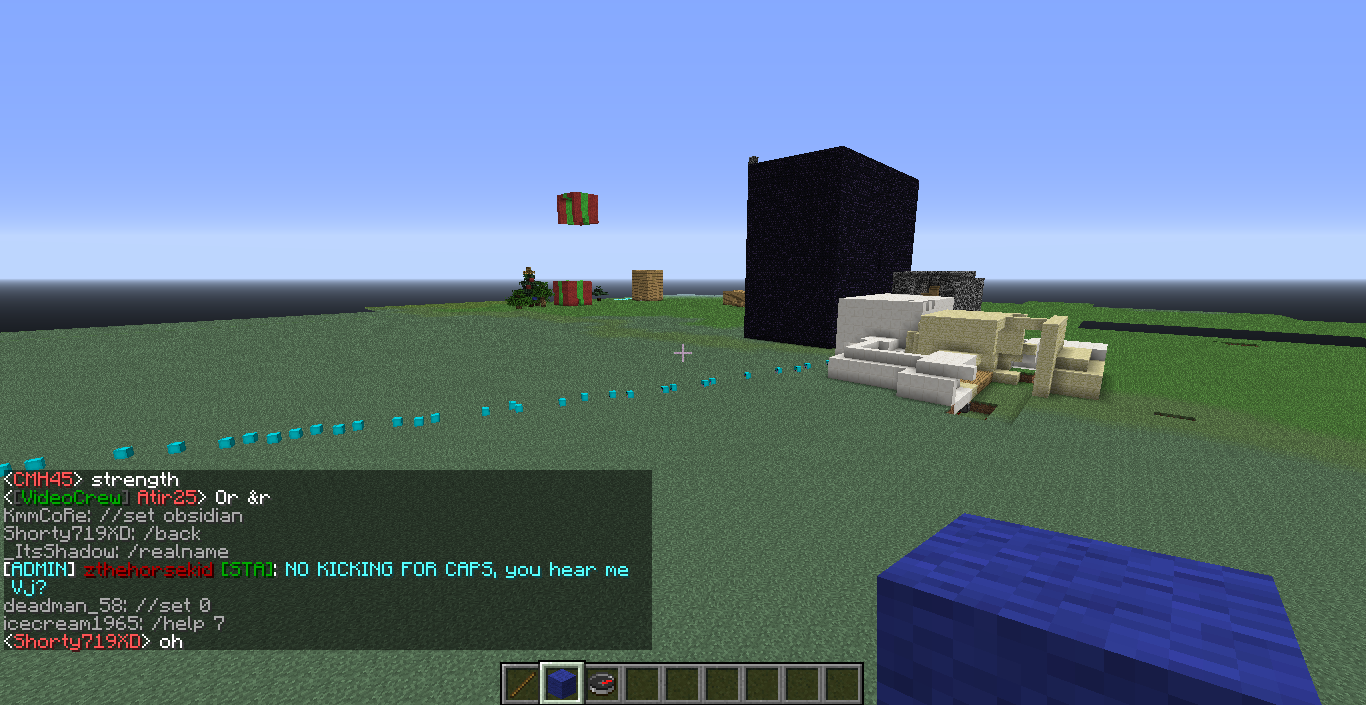 <CMH45> strength
<[VideoCrew] Atir25> Or &r
KmmCoRe: //set obsidian
Shorty719XD: /back
_ItsShadow: /realname
[ADMIN] zthehorsekid [STA]: NO KICKING FOR CAPS, you hear me
Vj?
deadman_58: //set 0
icecream1965: /help 7
<Shorty719XD> oh